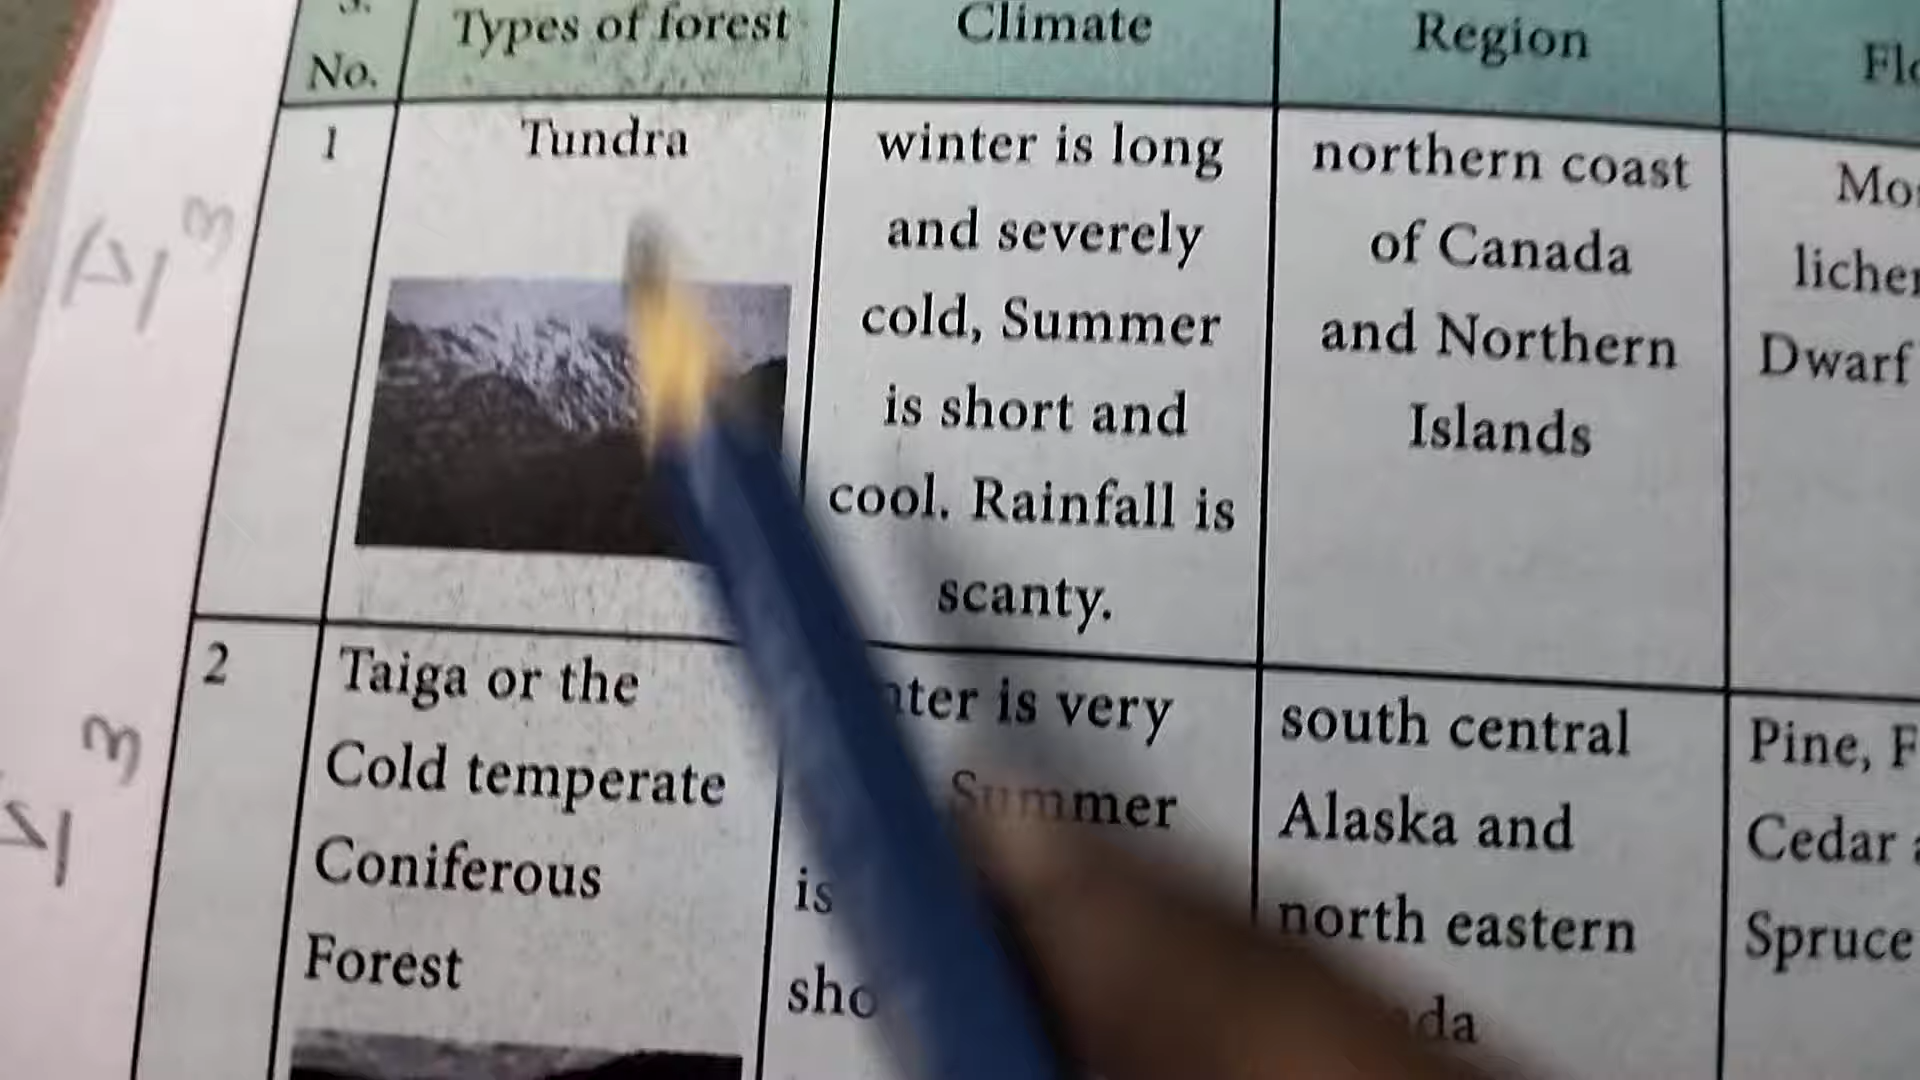 S.
No.
Types of forest
Climate
Region
1
Tundra
winter is long
and severely
cold, Summer
is short and
cool. Rainfall is
scanty.
northern coast
of Canada
and Northern
Islands
Dwarf
2
Taiga or the
Cold temperate
Coniferous
Forest
is very
Summer
is
south central
Alaska and
north eastern
Pine,
Cedar
Spruce